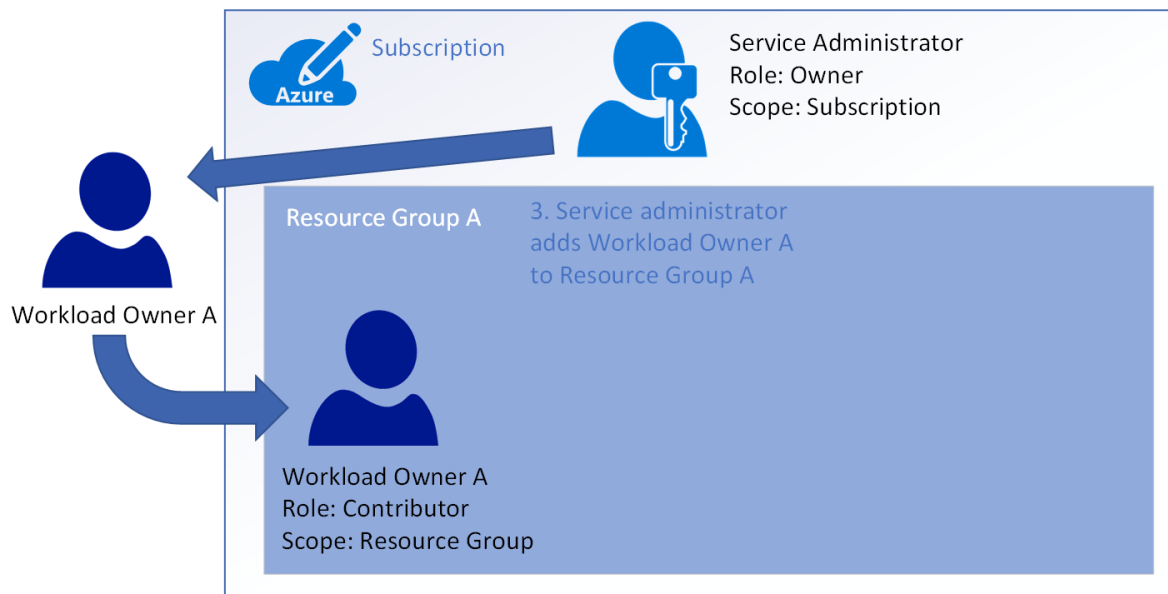 Azure
Subscription
Service Administrator
Role: Owner
Scope: Subscription
Workload Owner A
Resource Group A
3. Service administrator
adds Workload Owner A
to Resource Group A
Workload Owner A
Role: Contributor
Scope: Resource Group